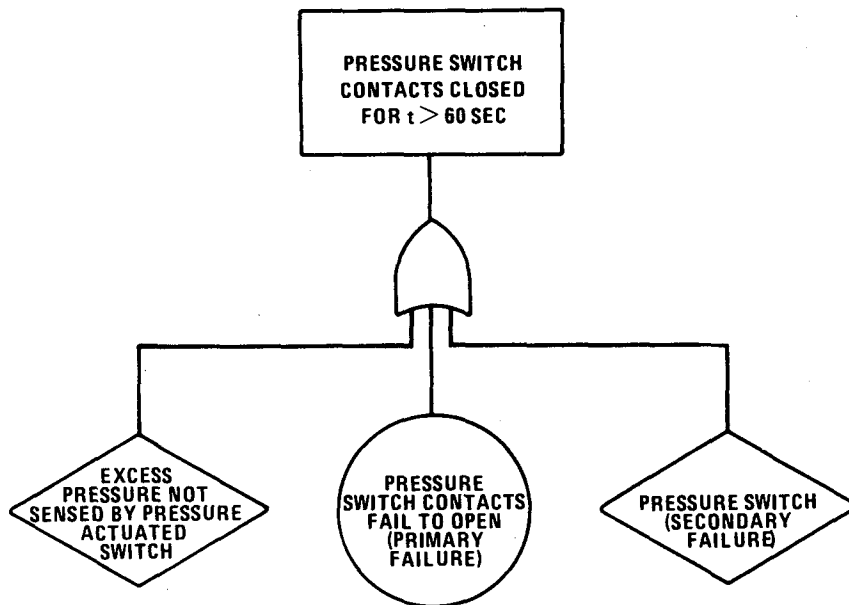 PRESSURE SWITCH
CONTACTS CLOSED
FOR t > 60 SEC
EXCESS
PRESSURE NOT
SENSED BY PRESSURE
ACTUATED
SWITCH
PRESSURE
SWITCH CONTACTS
FAIL TO OPEN
(PRIMARY
FAILURE)
PRESSURE SWITCH
(SECONDARY
FAILURE)